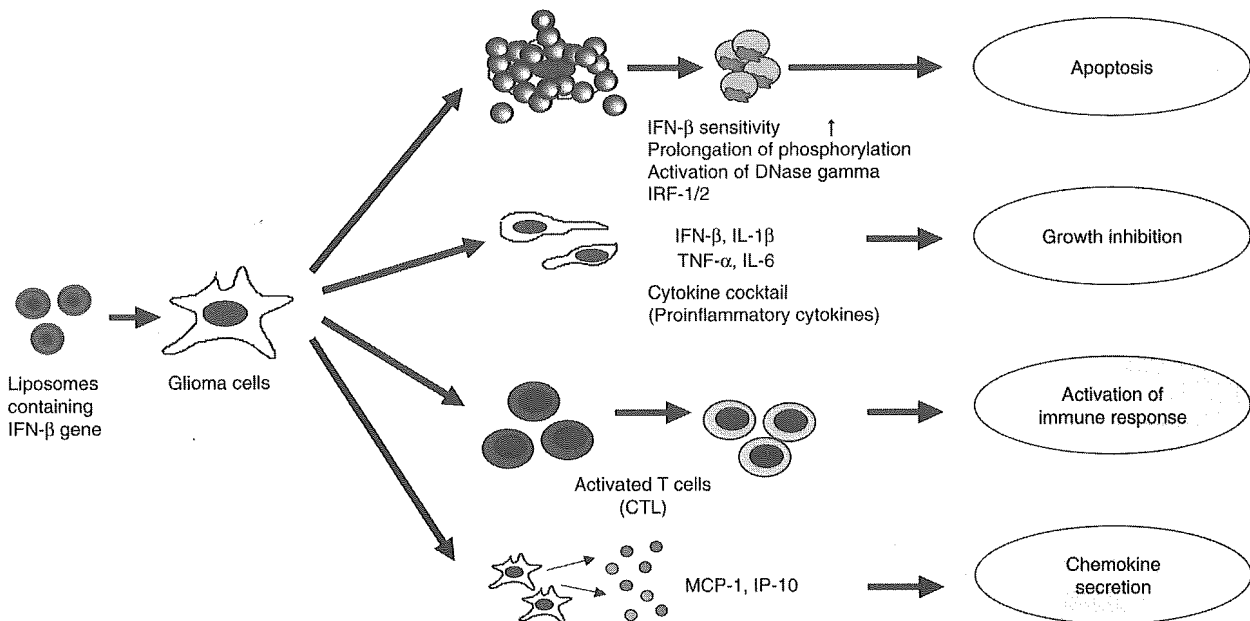 Apoptosis
IFN-β sensitivity ↑
Prolongation of phosphorylation
Activation of DNase gamma
IRF-1/2
IFN-β, IL-1β
TNF-α, IL-6
Growth inhibition
Cytokine cocktail
(Proinflammatory cytokines)
Liposomes
containing
IFN-β gene
Glioma cells
Activated T cells
(CTL)
Activation of
immune response
MCP-1, IP-10
Chemokine
secretion